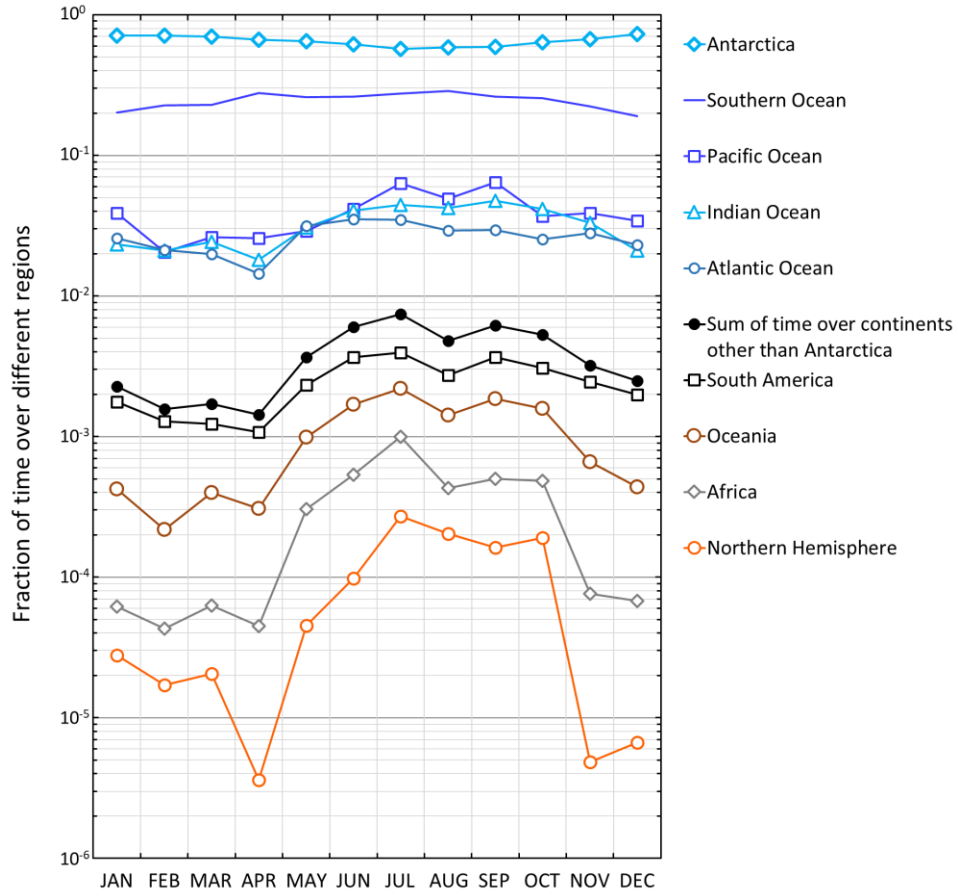 Fraction of time over different regions
10⁰
10⁻¹
10⁻²
10⁻³
10⁻⁴
10⁻⁵
10⁻⁶
JAN FEB MAR APR MAY JUN JUL AUG SEP OCT NOV DEC
Antarctica
Southern Ocean
Pacific Ocean
Indian Ocean
Atlantic Ocean
Sum of time over continents
other than Antarctica
South America
Oceania
Africa
Northern Hemisphere